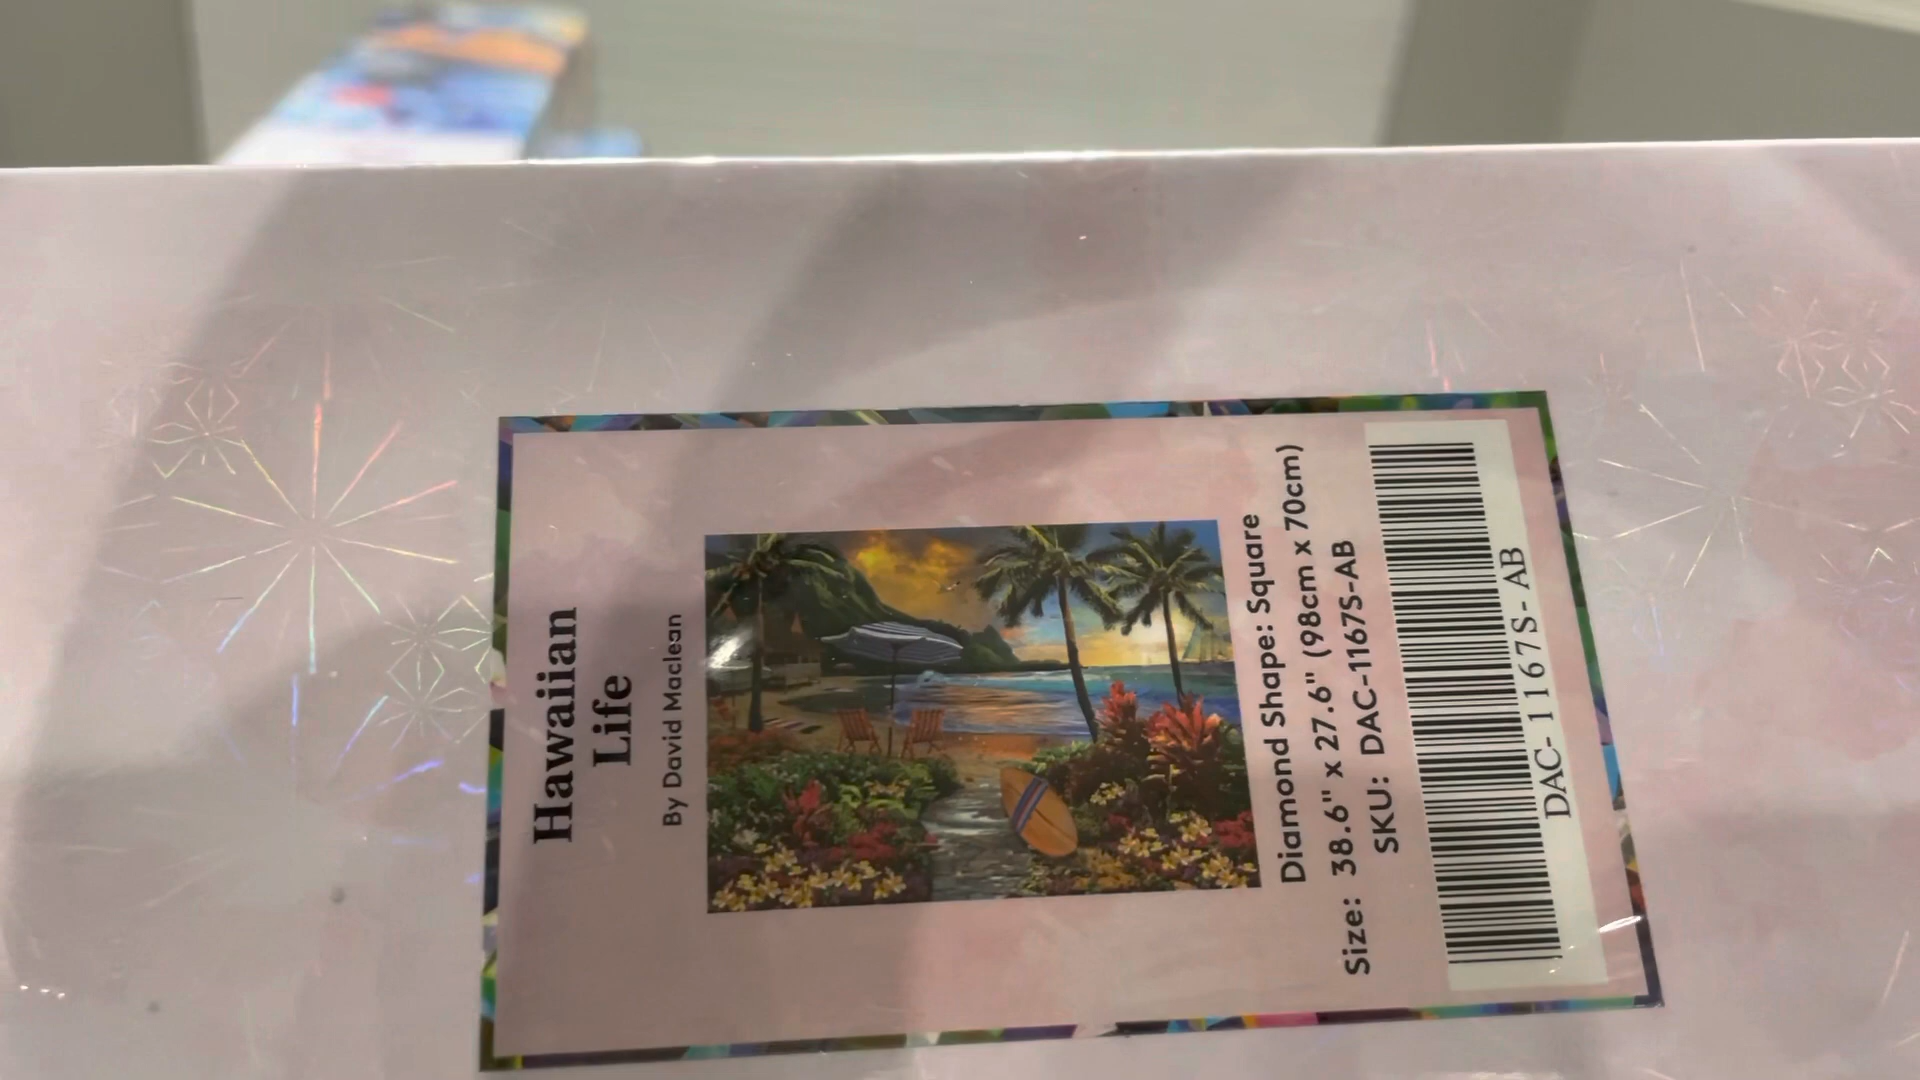 Hawaiian
Life
By David Maclean
Diamond Shape: Square
Size: 38.6" x 27.6" (98cm x 70cm)
SKU: DAC-1167S-AB
DAC-1167S-AB